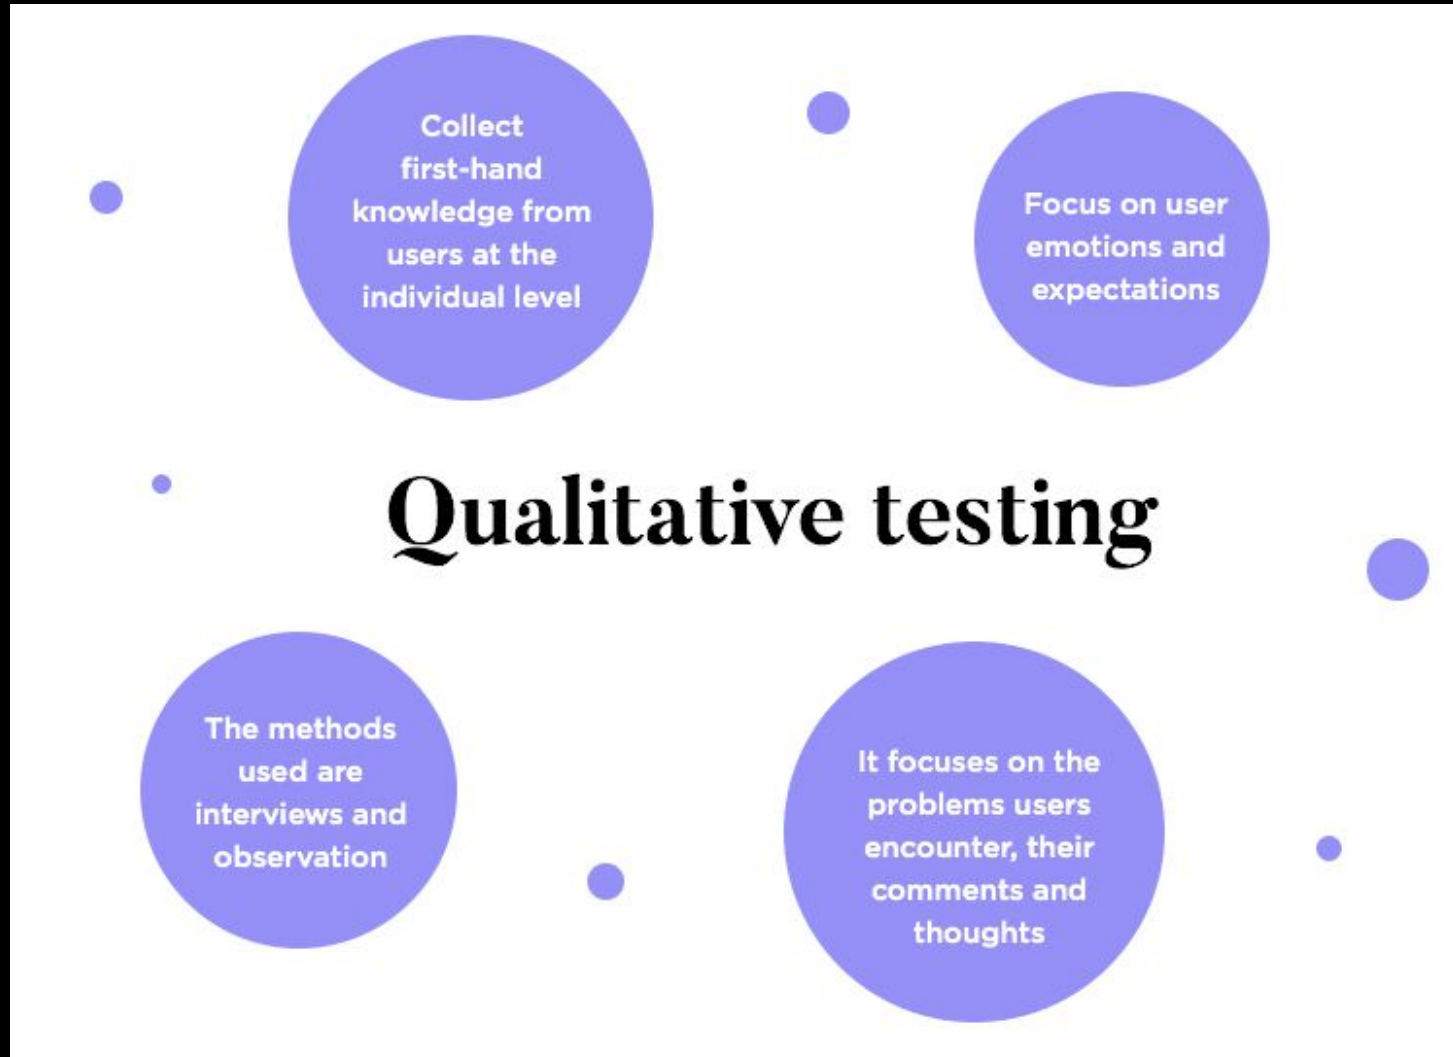 Collect
first-hand
knowledge from
users at the
individual level
Focus on user
emotions and
expectations
Qualitative testing
The methods
used are
interviews and
observation
It focuses on the
problems users
encounter, their
comments and
thoughts